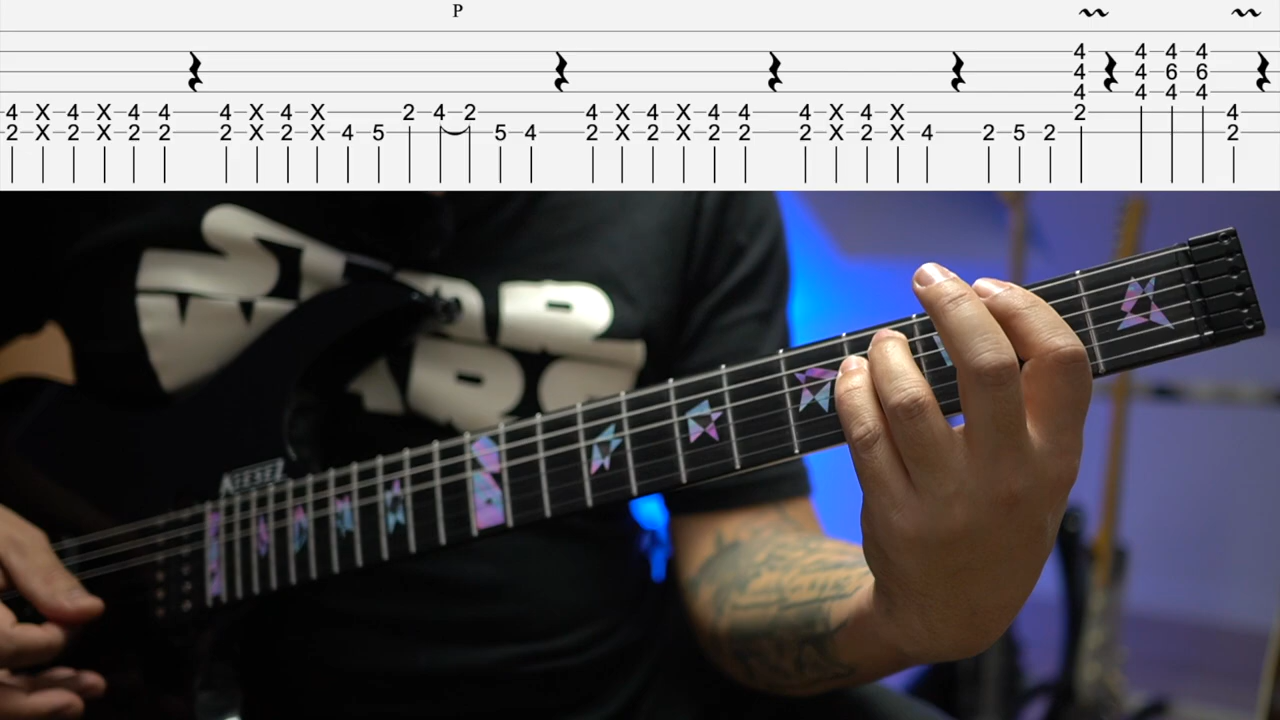 P
4 4 4 4
4 4 6 6
4 4 4 4
4 X 4 X 4 4 4 X 4 X 2 4 2 4 X 4 X 4 4 4 X 4 X 2 4
2 X 2 X 2 2 2 X 2 X 4 5 5 4 2 X 2 X 2 2 2 X 2 X 4 2 5 2 2